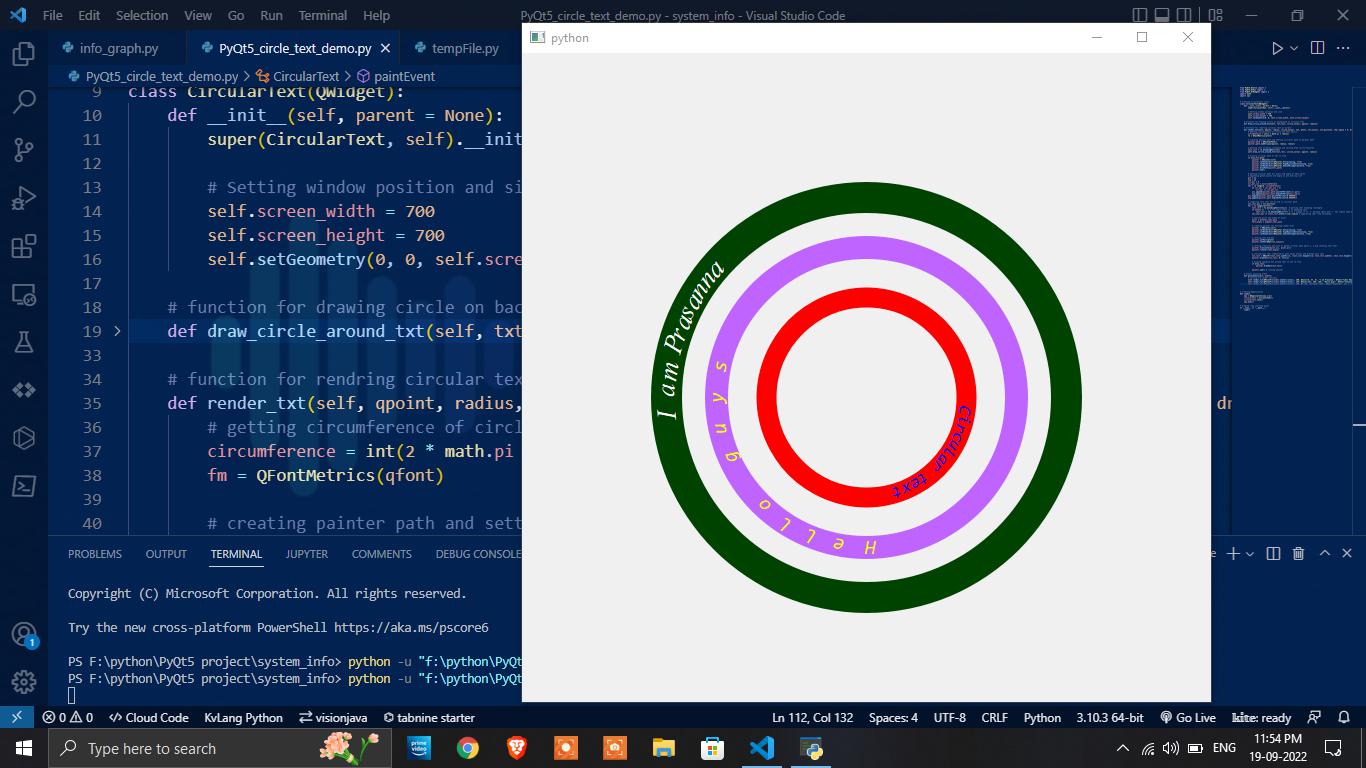 File Edit Selection View Go Run Terminal Help
PyQt5_circle_text_demo.py - system_info - Visual Studio Code
info_graph.py
PyQt5_circle_text_demo.py
tempFile.py
PyQt5_circle_text_demo.py > CircularText > paintEvent
9 class CircularText(QWidget):
10 def __init__(self, parent = None):
11 super(CircularText, self).__init
12
13 # Setting window position and si
14 self.screen_width = 700
15 self.screen_height = 700
16 self.setGeometry(0, 0, self.scre
17
18 # function for drawing circle on bac
19 > def draw_circle_around_txt(self, txt
33
34 # function for rendring circular tex
35 def render_txt(self, qpoint, radius,
dr
36 # getting circumference of circl
37 circumference = int(2 * math.pi
38 fm = QFontMetrics(qfont)
39
40 # creating painter path and sett
python
I am Prasanna
Hello guys
Circular text
PROBLEMS OUTPUT TERMINAL JUPYTER COMMENTS DEBUG CONSOLE
e
Copyright (C) Microsoft Corporation. All rights reserved.
Try the new cross-platform PowerShell https://aka.ms/pscore6
PS F:\python\PyQt5 project\system_info> python -u "f:\python\PyQt
PS F:\python\PyQt5 project\system_info> python -u "f:\python\PyQt
1
0 0 Cloud Code KvLang Python visionjava tabnine starter
Ln 112, Col 132 Spaces: 4 UTF-8 CRLF Python 3.10.3 64-bit Go Live kite: ready
Type here to search
prime video
ENG
11:54 PM
19-09-2022